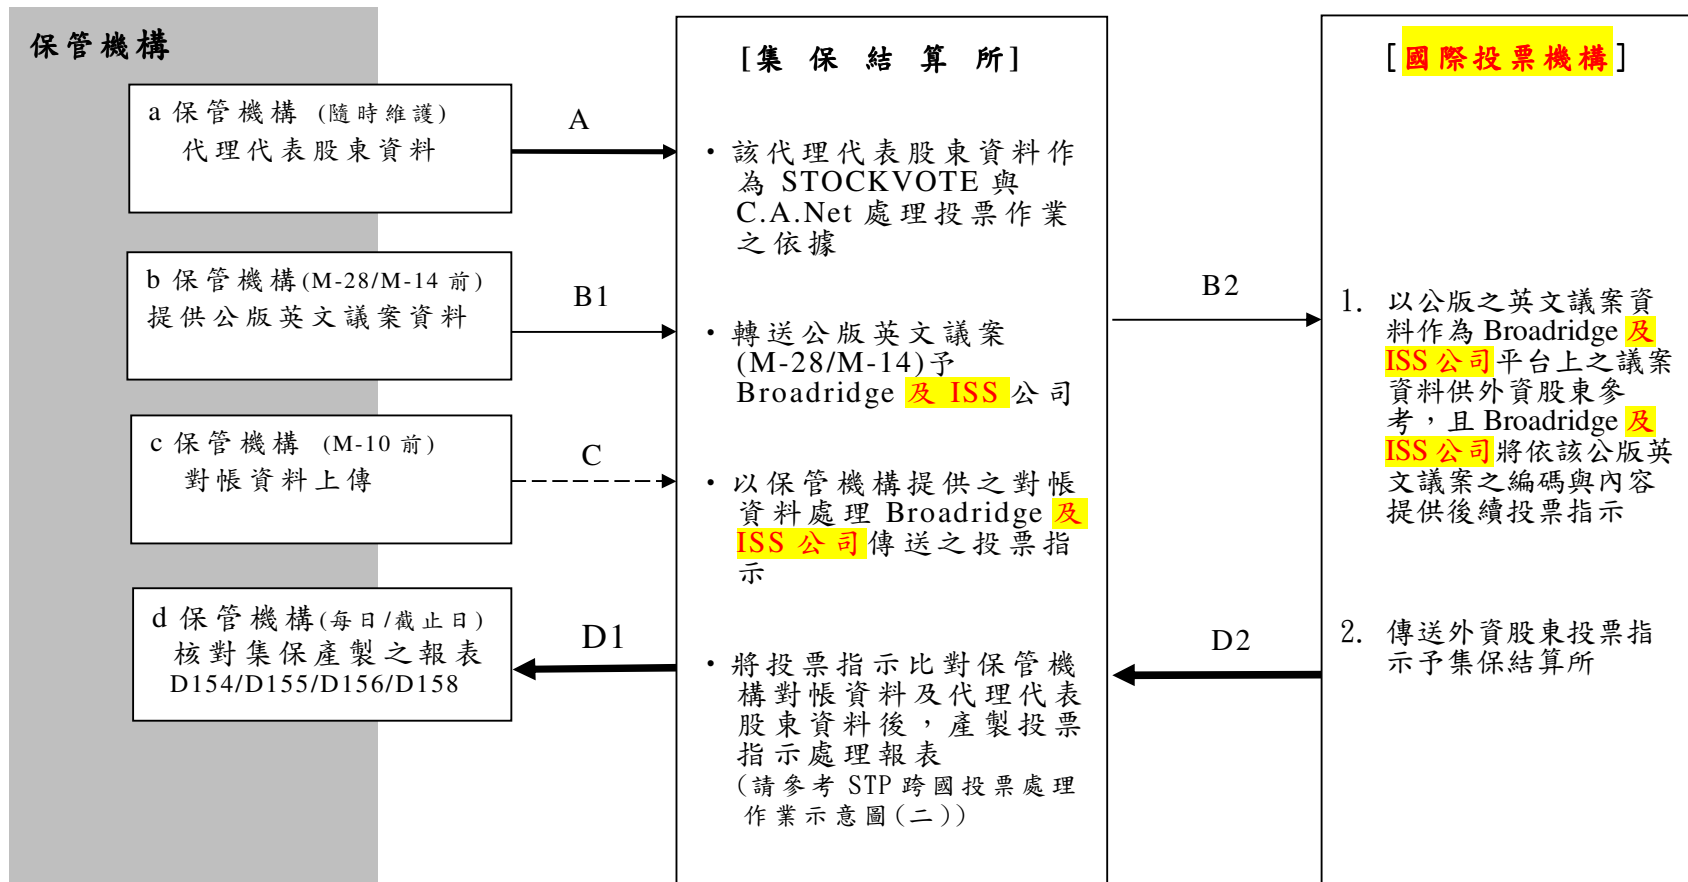 保管機構
a 保管機構 (隨時維護)
代理代表股東資料
b 保管機構(M-28/M-14 前)
提供公版英文議案資料
c 保管機構 (M-10 前)
對帳資料上傳
d 保管機構(每日/截止日)
核對集保產製之報表
D154/D155/D156/D158
A
B1
C
D1
[集保結算所]
・該代理代表股東資料作
為 STOCKVOTE 與
C.A.Net 處理投票作業
之依據
・轉送公版英文議案
(M-28/M-14)予
Broadridge 及 ISS 公司
・以保管機構提供之對帳
資料處理 Broadridge 及
ISS 公司傳送之投票指
示
・將投票指示比對保管機
構對帳資料及代理代表
股東資料後，產製投票
指示處理報表
(請參考 STP 跨國投票處理
作業示意圖(二))
B2
D2
[國際投票機構]
1. 以公版之英文議案資
料作為 Broadridge 及
ISS 公司平台上之議案
資料供外資股東參
考，且 Broadridge 及
ISS 公司將依該公版英
文議案之編碼與內容
提供後續投票指示
2. 傳送外資股東投票指
示予集保結算所